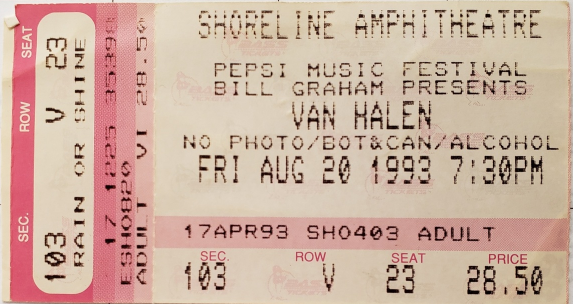 SHORELINE AMPHITHEATRE
PEPSI MUSIC FESTIVAL
BILL GRAHAM PRESENTS
VAN HALEN
NO PHOTO/BOT&CAN/ALCOHOL
FRI AUG 20 1993 7:30PM
17APR93 SH0403 ADULT
SEC. ROW SEAT PRICE
103 V 23 28.50
SEC. ROW SEAT
103 V 23
RAIN OR SHINE
ESH0820
ADULT VI 28.50